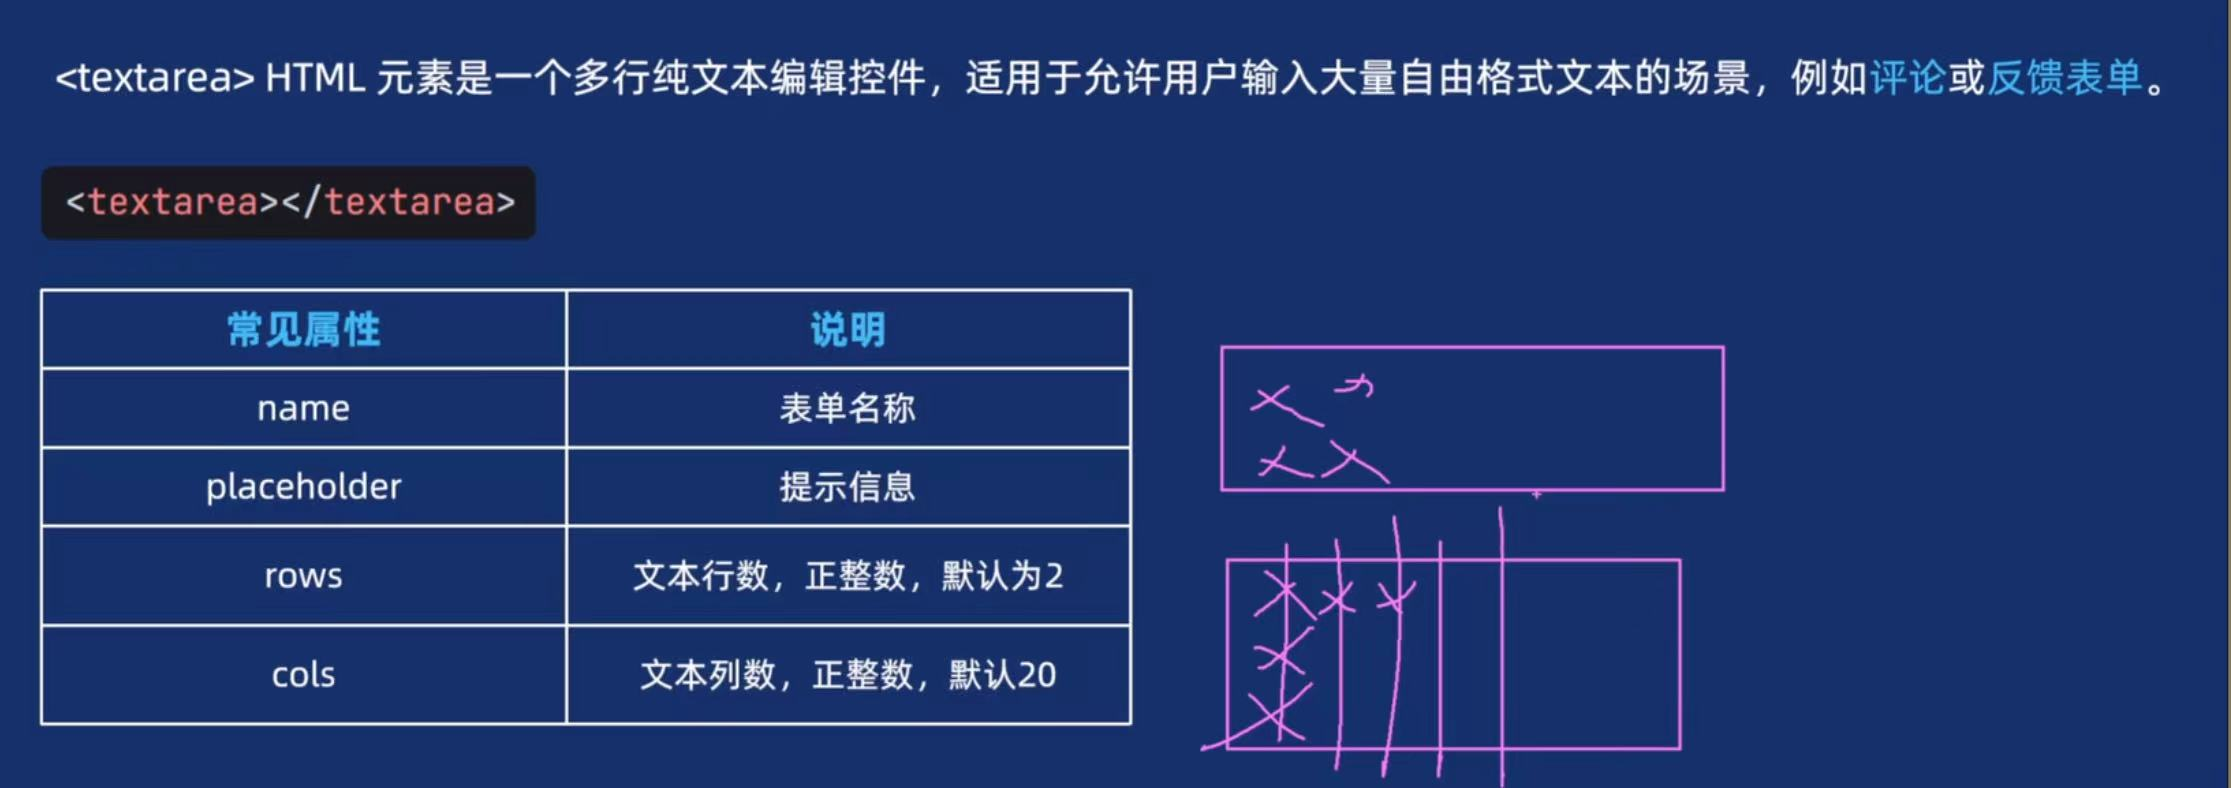 <textarea> HTML 元素是一个多行纯文本编辑控件，适用于允许用户输入大量自由格式文本的场景，例如评论或反馈表单。
<textarea></textarea>
常见属性 说明
name 表单名称
placeholder 提示信息
rows 文本行数，正整数，默认为2
cols 文本列数，正整数，默认20